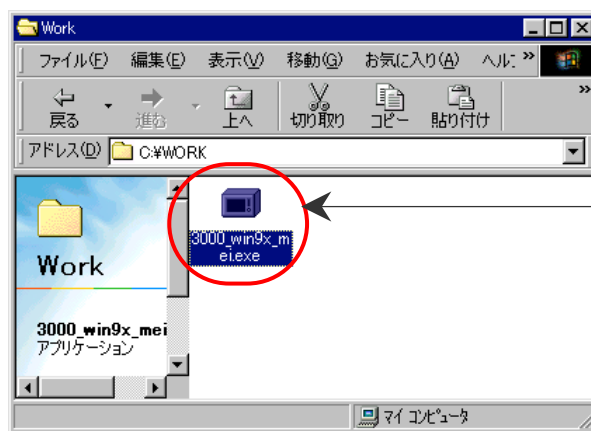 Work
ファイル(F) 編集(E) 表示(V) 移動(G) お気に入り(A) ヘルプ »
戻る 進む 上へ 切り取り コピー 貼り付け »
アドレス(D) C:¥WORK
3000_win9x_m
ei.exe
Work
3000_win9x_mei
アプリケーション
マイ コンピュータ